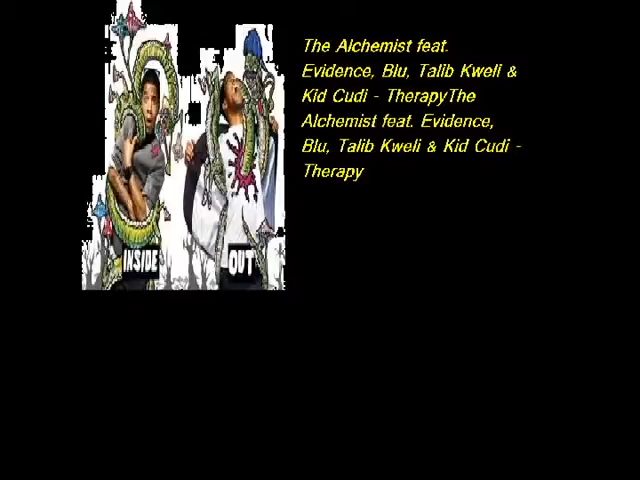 The Alchemist feat.
Evidence, Blu, Talib Kweli &
Kid Cudi - TherapyThe
Alchemist feat. Evidence,
Blu, Talib Kweli & Kid Cudi -
Therapy
INSIDE OUT